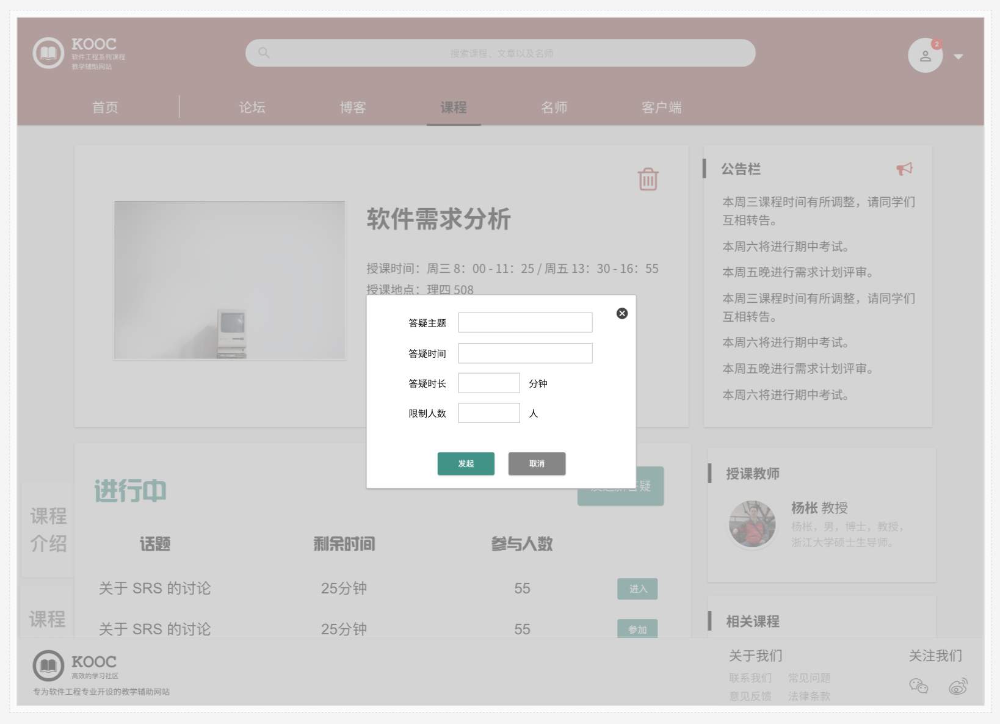 KOOC
软件工程系列课程
教学辅助网站
搜索课程、文章以及名师
2
首页
论坛
博客
课程
名师
客户端
软件需求分析
授课时间：周三 8：00 - 11：25 / 周五 13：30 - 16：55
授课地点：理四 508
公告栏
本周三课程时间有所调整，请同学们
互相转告。
本周六将进行期中考试。
本周五晚进行需求计划评审。
本周三课程时间有所调整，请同学们
互相转告。
本周六将进行期中考试。
本周五晚进行需求计划评审。
本周六将进行期中考试。
答疑主题
答疑时间
答疑时长
分钟
限制人数
人
发起
取消
进行中
答疑
话题
剩余时间
参与人数
关于 SRS 的讨论
25分钟
55
进入
关于 SRS 的讨论
25分钟
55
参加
课程
介绍
课程
授课教师
杨枨 教授
杨枨，男，博士，教授，
浙江大学硕士生导师。
相关课程
KOOC
高效的学习社区
专为软件工程专业开设的教学辅助网站
关于我们
联系我们
常见问题
意见反馈
法律条款
关注我们